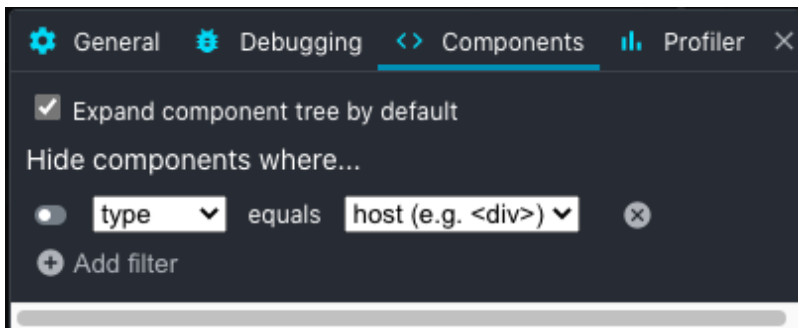 General Debugging Components Profiler
Expand component tree by default
Hide components where...
type equals host (e.g. <div>)
Add filter